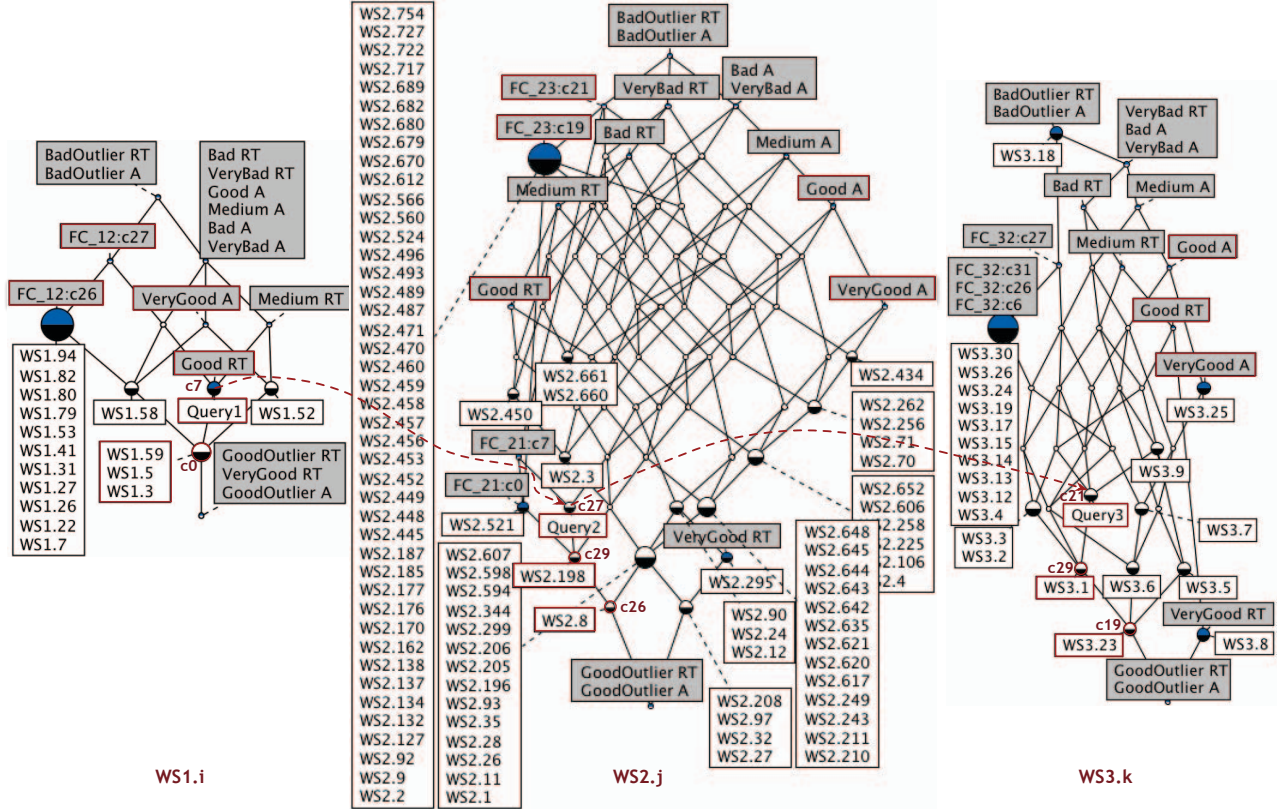 BadOutlier RT
BadOutlier A
Bad RT
VeryBad RT
Good A
Medium A
Bad A
VeryBad A
FC_12:c27
FC_12:c26
VeryGood A
Medium RT
Good RT
c7
WS1.94
WS1.82
WS1.80
WS1.79
WS1.53
WS1.41
WS1.31
WS1.27
WS1.26
WS1.22
WS1.7
WS1.58
Query1
WS1.52
WS1.59
WS1.5
WS1.3
c0
GoodOutlier RT
VeryGood RT
GoodOutlier A
WS1.i
WS2.754
WS2.727
WS2.722
WS2.717
WS2.689
WS2.682
WS2.680
WS2.679
WS2.670
WS2.612
WS2.566
WS2.560
WS2.524
WS2.496
WS2.493
WS2.489
WS2.487
WS2.471
WS2.470
WS2.460
WS2.459
WS2.458
WS2.457
WS2.456
WS2.453
WS2.452
WS2.449
WS2.448
WS2.445
WS2.187
WS2.185
WS2.177
WS2.176
WS2.170
WS2.162
WS2.138
WS2.137
WS2.134
WS2.132
WS2.127
WS2.92
WS2.9
WS2.2
BadOutlier RT
BadOutlier A
FC_23:c21
VeryBad RT
Bad A
VeryBad A
FC_23:c19
Bad RT
Medium A
Medium RT
Good A
Good RT
VeryGood A
WS2.661
WS2.660
WS2.434
WS2.450
WS2.262
WS2.256
WS2.71
WS2.70
FC_21:c7
WS2.3
FC_21:c0
c27
WS2.652
WS2.606
WS2.258
WS2.225
WS2.106
WS2.4
WS2.521
Query2
VeryGood RT
c29
WS2.607
WS2.598
WS2.594
WS2.344
WS2.299
WS2.206
WS2.205
WS2.196
WS2.93
WS2.35
WS2.28
WS2.26
WS2.11
WS2.1
WS2.198
WS2.295
WS2.8
c26
WS2.90
WS2.24
WS2.12
WS2.648
WS2.645
WS2.644
WS2.643
WS2.642
WS2.635
WS2.621
WS2.620
WS2.617
WS2.249
WS2.243
WS2.211
WS2.210
GoodOutlier RT
GoodOutlier A
WS2.208
WS2.97
WS2.32
WS2.27
WS2.j
BadOutlier RT
BadOutlier A
VeryBad RT
Bad A
VeryBad A
WS3.18
Bad RT
Medium A
FC_32:c27
Medium RT
Good A
FC_32:c31
FC_32:c26
FC_32:c6
Good RT
VeryGood A
WS3.30
WS3.26
WS3.24
WS3.19
WS3.17
WS3.15
WS3.14
WS3.13
WS3.12
WS3.4
WS3.25
WS3.9
c21
Query3
WS3.7
WS3.3
WS3.2
c29
WS3.1
WS3.6
WS3.5
VeryGood RT
c19
WS3.23
WS3.8
GoodOutlier RT
GoodOutlier A
WS3.k